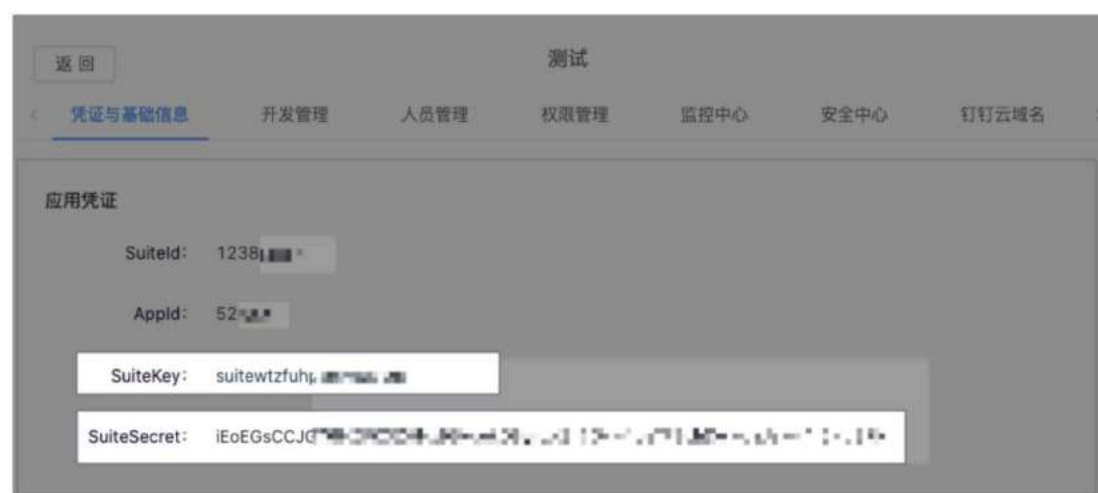 返回
测试
凭证与基础信息 开发管理 人员管理 权限管理 监控中心 安全中心 钉钉云域名
应用凭证
SuiteId: 1238
AppId: 52
SuiteKey: suitewtzfuhp
SuiteSecret: iEoEGsCCJG